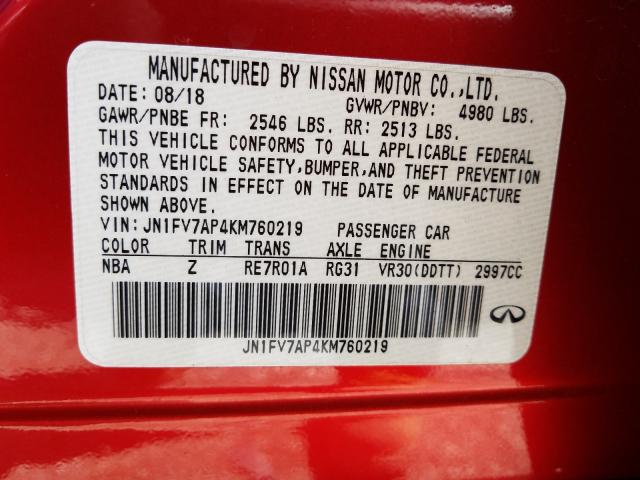 MANUFACTURED BY NISSAN MOTOR CO.,LTD.
DATE: 08/18 GVWR/PNBV: 4980 LBS.
GAWR/PNBE FR: 2546 LBS. RR: 2513 LBS.
THIS VEHICLE CONFORMS TO ALL APPLICABLE FEDERAL
MOTOR VEHICLE SAFETY,BUMPER,AND THEFT PREVENTION
STANDARDS IN EFFECT ON THE DATE OF MANUFACTURE
SHOWN ABOVE.
VIN:JN1FV7AP4KM760219 PASSENGER CAR
COLOR TRIM TRANS AXLE ENGINE
NBA Z RE7R01A RG31 VR30(DDTT) 2997CC
JN1FV7AP4KM760219